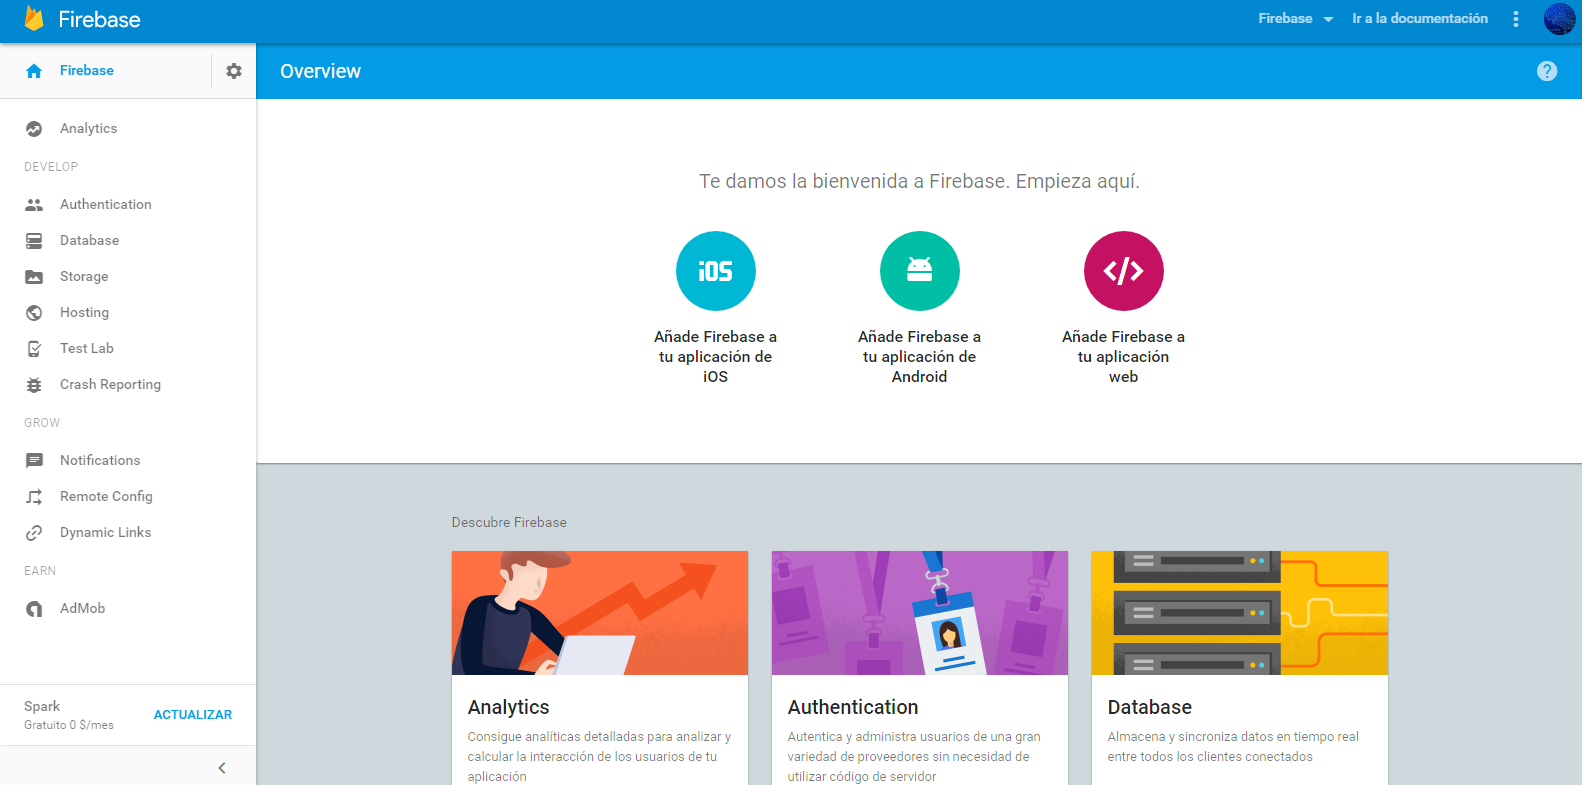 Firebase
Firebase
Ir a la documentación
Firebase
Overview
Analytics
DEVELOP
Authentication
Database
Storage
Hosting
Test Lab
Crash Reporting
GROW
Notifications
Remote Config
Dynamic Links
EARN
AdMob
Spark
Gratuito 0 $/mes
ACTUALIZAR
Te damos la bienvenida a Firebase. Empieza aquí.
iOS
Añade Firebase a
tu aplicación de
iOS
</>
Añade Firebase a
tu aplicación de
Android
Añade Firebase a
tu aplicación
web
Descubre Firebase
Analytics
Consigue analíticas detalladas para analizar y
calcular la interacción de los usuarios de tu
aplicación
Authentication
Autentica y administra usuarios de una gran
variedad de proveedores sin necesidad de
utilizar código de servidor
Database
Almacena y sincroniza datos en tiempo real
entre todos los clientes conectados